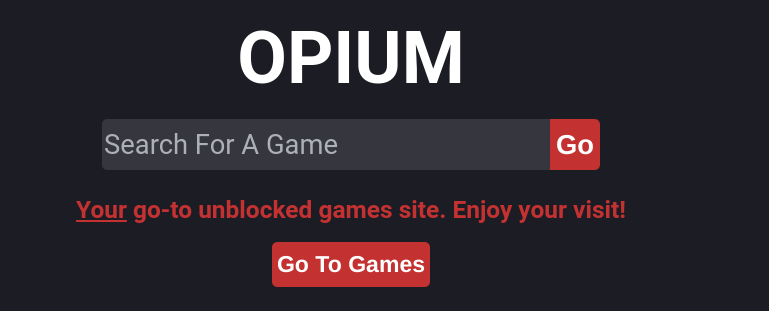 OPIUM
Search For A Game
Go
Your go-to unblocked games site. Enjoy your visit!
Go To Games